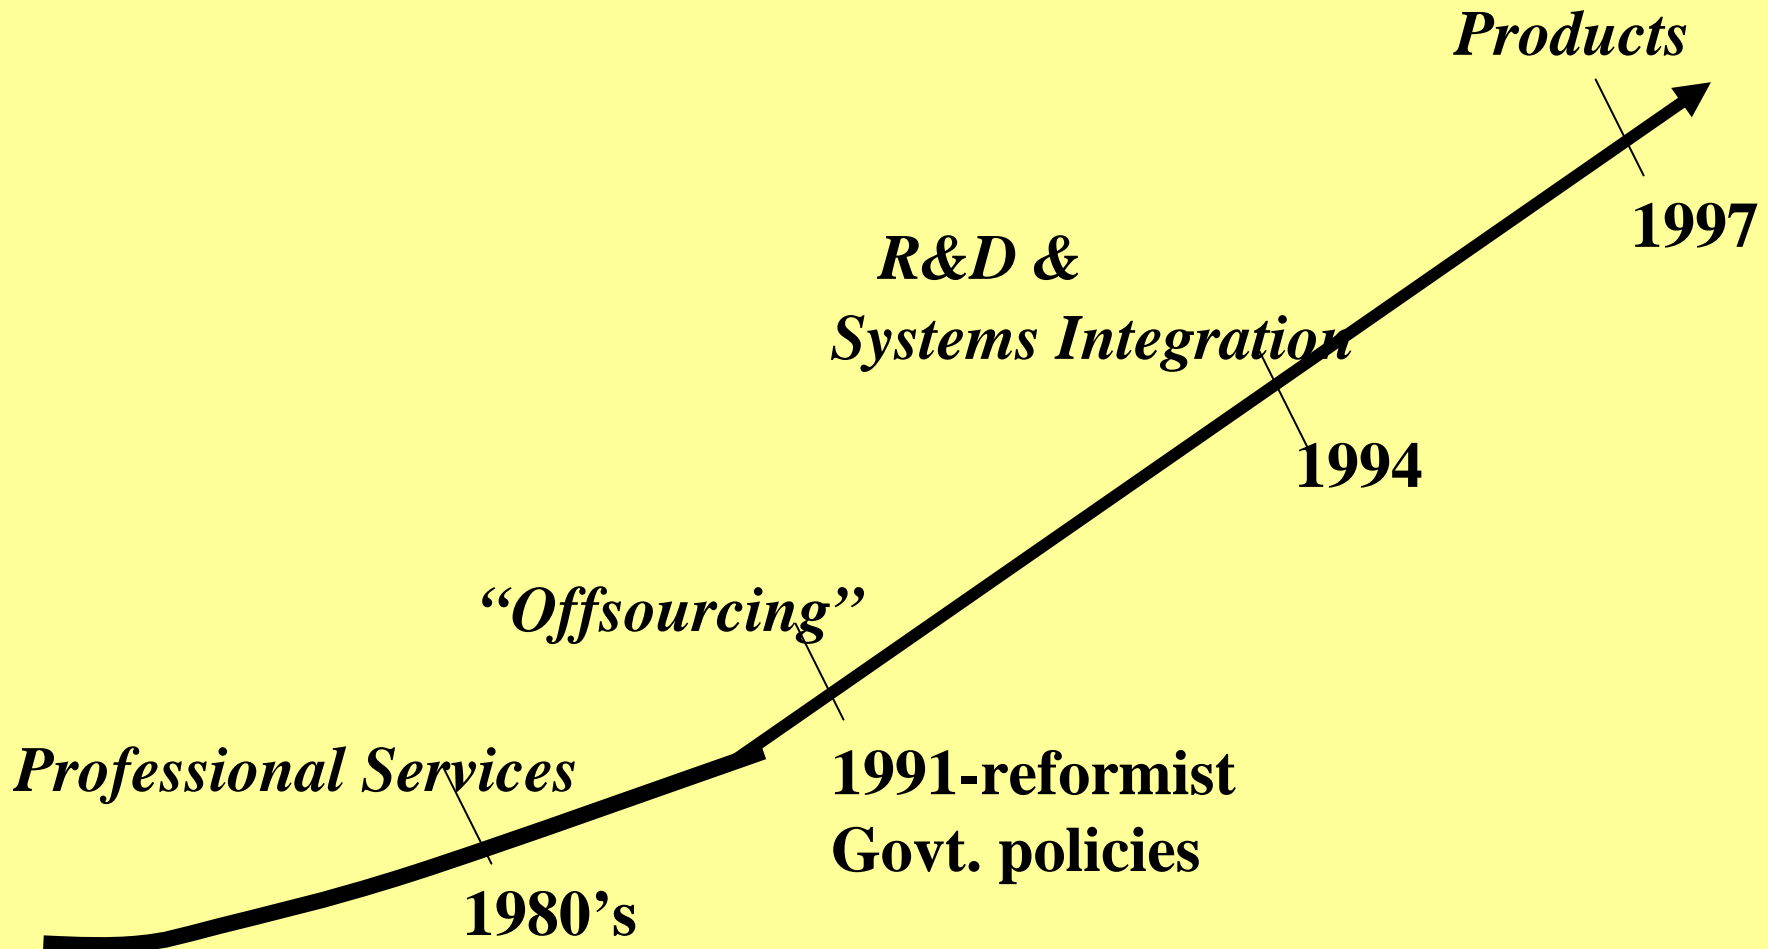 Products
1997
R&D &
Systems Integration
1994
“Offsourcing”
Professional Services
1991-reformist
Govt. policies
1980’s